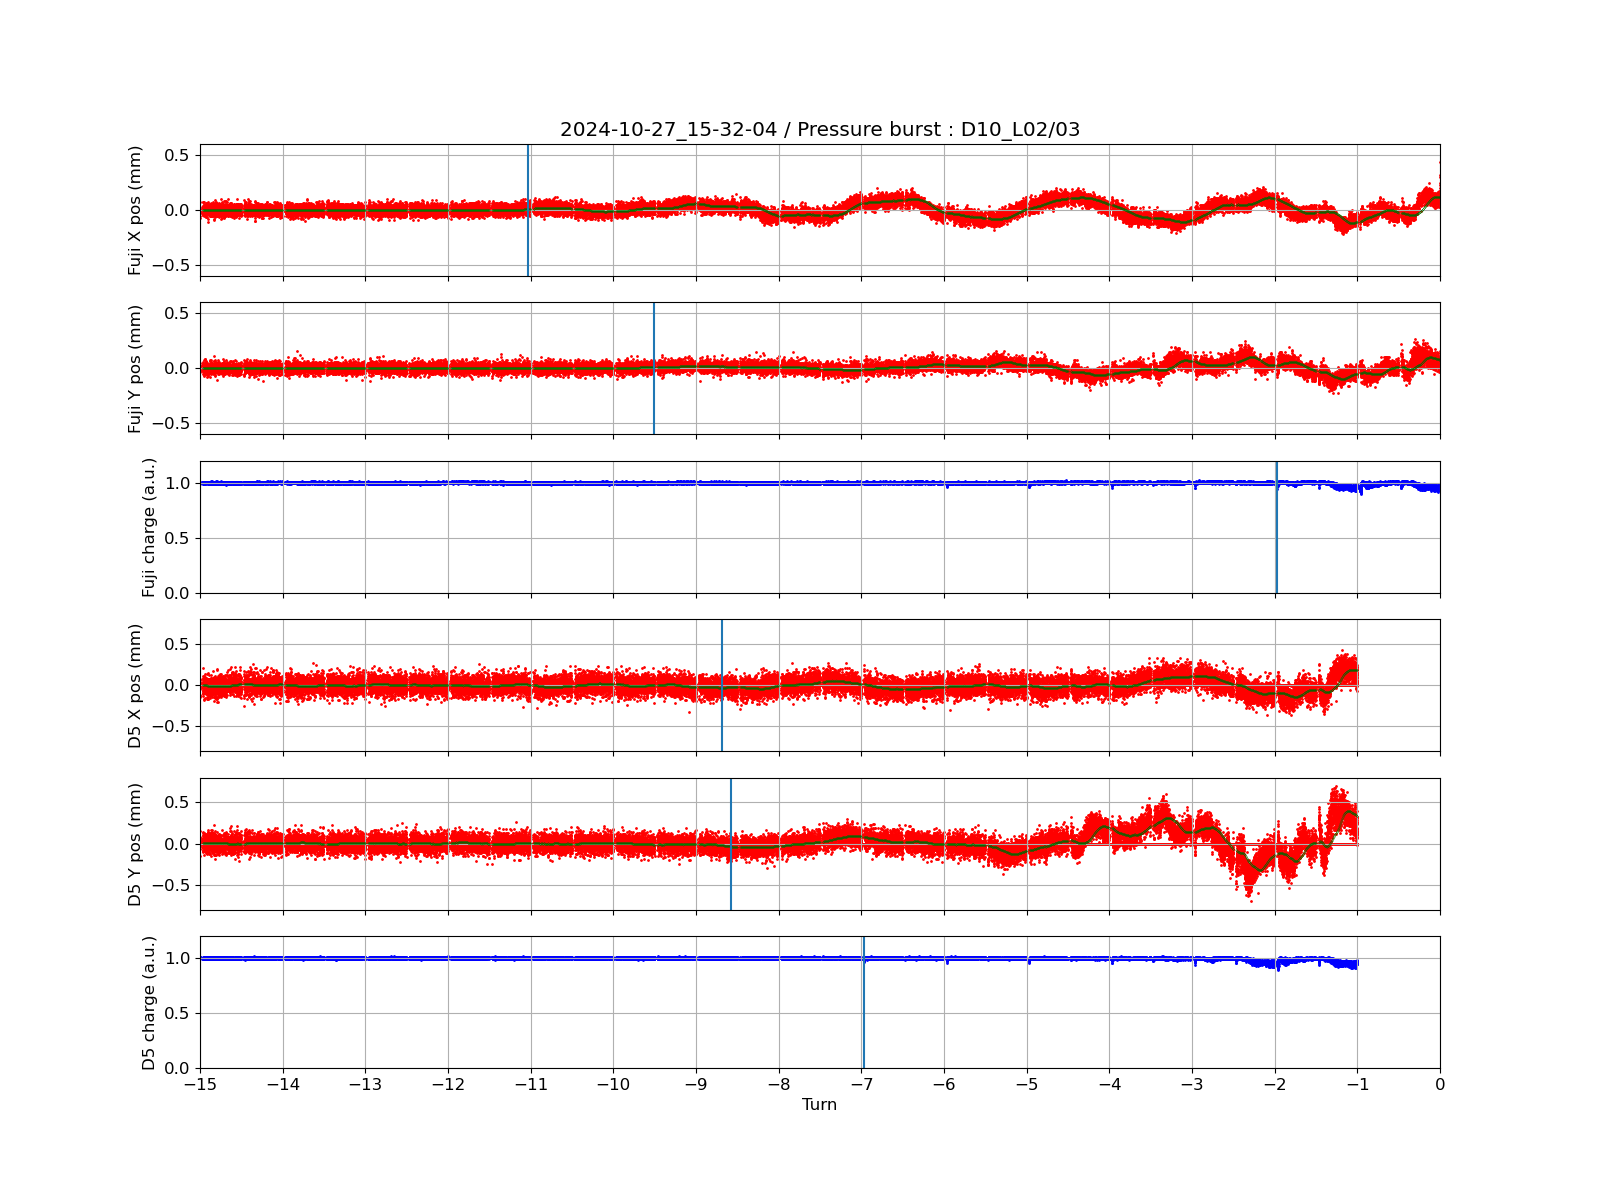 2024-10-27_15-32-04 / Pressure burst : D10_L02/03
Fuji X pos (mm)
0.5
0.0
−0.5
Fuji Y pos (mm)
0.5
0.0
−0.5
Fuji charge (a.u.)
1.0
0.5
0.0
D5 X pos (mm)
0.5
0.0
−0.5
D5 Y pos (mm)
0.5
0.0
−0.5
D5 charge (a.u.)
1.0
0.5
0.0
−15 −14 −13 −12 −11 −10 −9 −8 −7 −6 −5 −4 −3 −2 −1 0
Turn